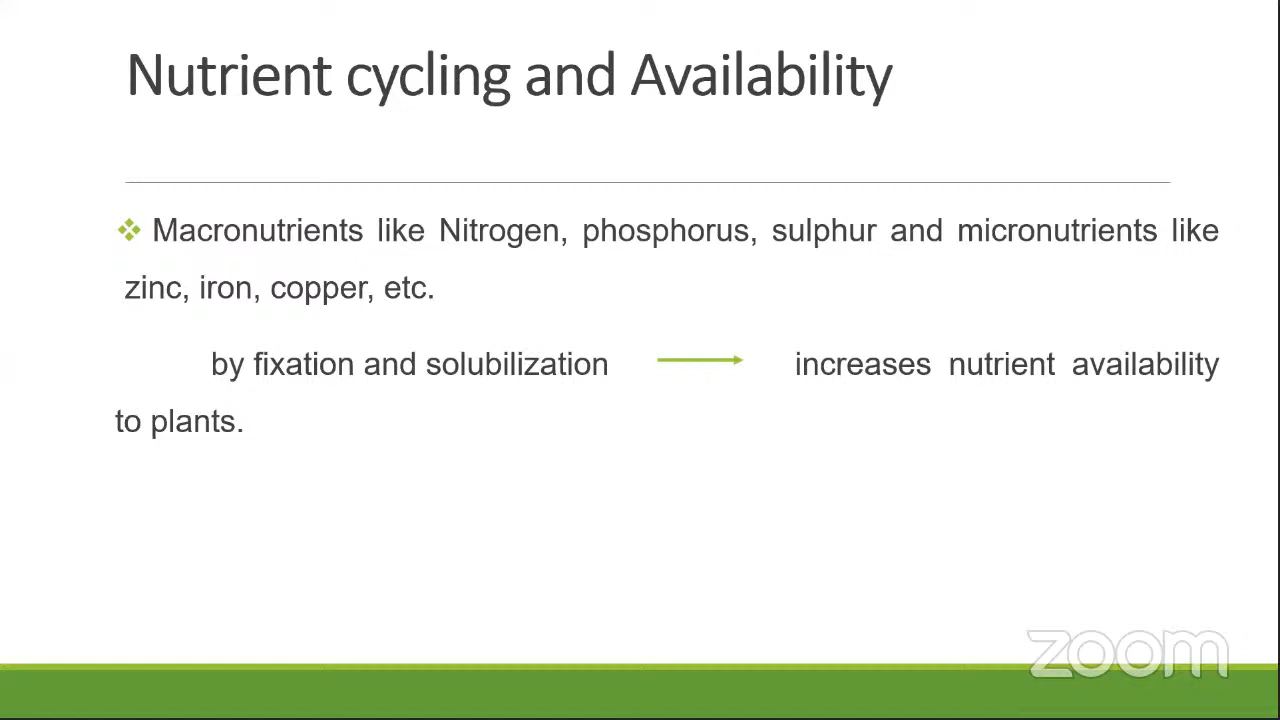 Nutrient cycling and Availability
❖ Macronutrients like Nitrogen, phosphorus, sulphur and micronutrients like
zinc, iron, copper, etc.
by fixation and solubilization → increases nutrient availability
to plants.
zoom